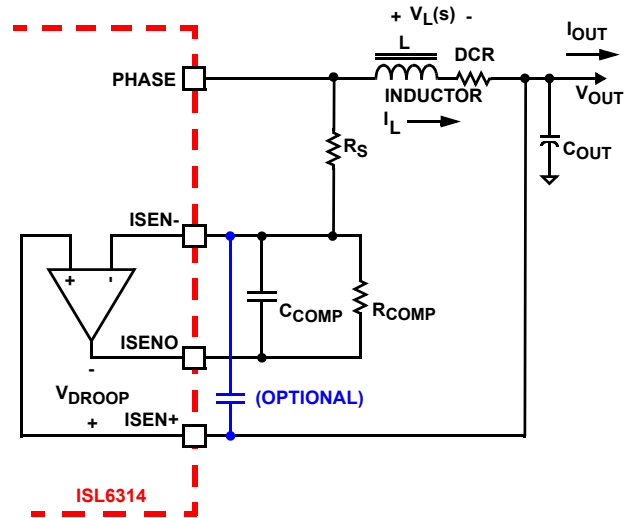 + VL(s) -
L
DCR
IOUT
PHASE
INDUCTOR
VOUT
IL
COUT
RS
ISEN-
+ -
CCOMP
RCOMP
ISENO
-
VDROOP
(OPTIONAL)
+
ISEN+
ISL6314